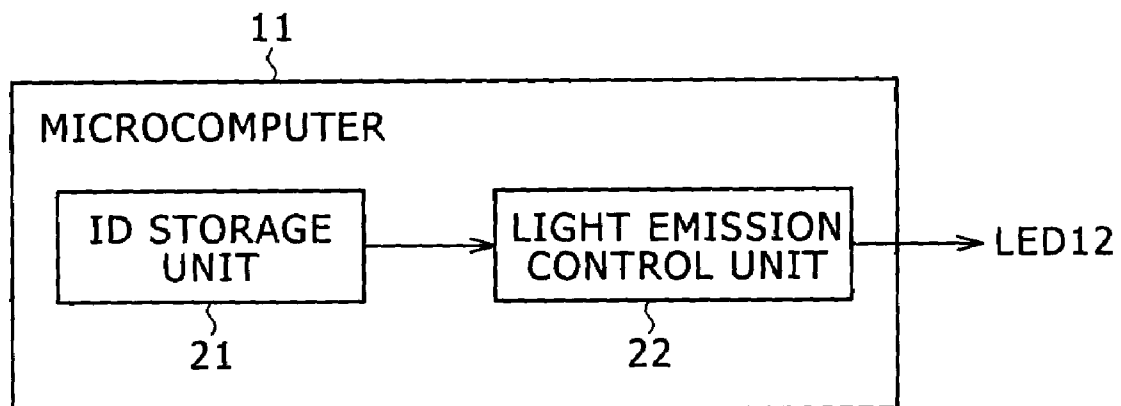 11
MICROCOMPUTER
ID STORAGE
UNIT
LIGHT EMISSION
CONTROL UNIT
LED12
21
22